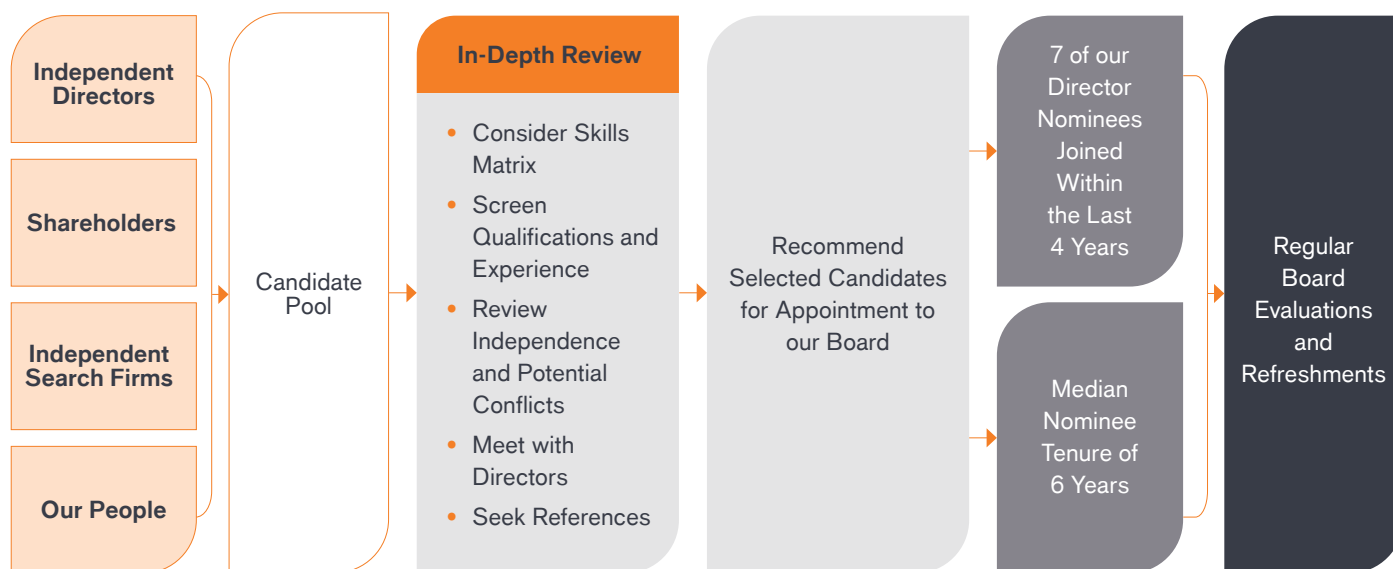 Independent
Directors
Shareholders
Independent
Search Firms
Our People
Candidate
Pool
In-Depth Review
• Consider Skills
Matrix
• Screen
Qualifications and
Experience
• Review
Independence
and Potential
Conflicts
• Meet with
Directors
• Seek References
Recommend
Selected Candidates
for Appointment to
our Board
7 of our
Director
Nominees
Joined
Within
the Last
4 Years
Median
Nominee
Tenure of
6 Years
Regular
Board
Evaluations
and
Refreshments